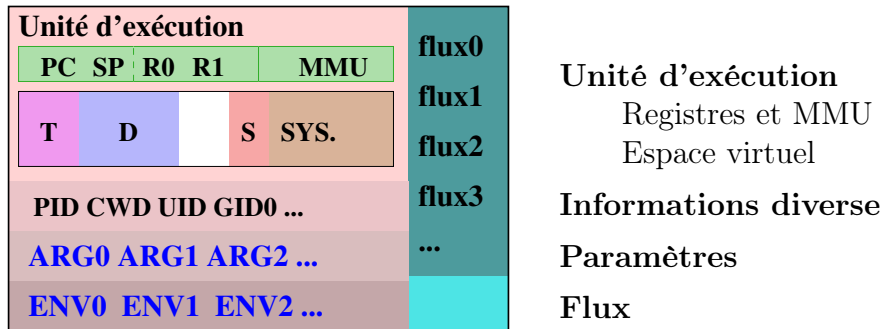 Unité d'exécution
PC SP R0 R1 MMU
T D S SYS.
PID CWD UID GID0 ...
ARG0 ARG1 ARG2 ...
ENV0 ENV1 ENV2 ...
flux0
flux1
flux2
flux3
...
Unité d'exécution
Registres et MMU
Espace virtuel
Informations diverse
Paramètres
Flux